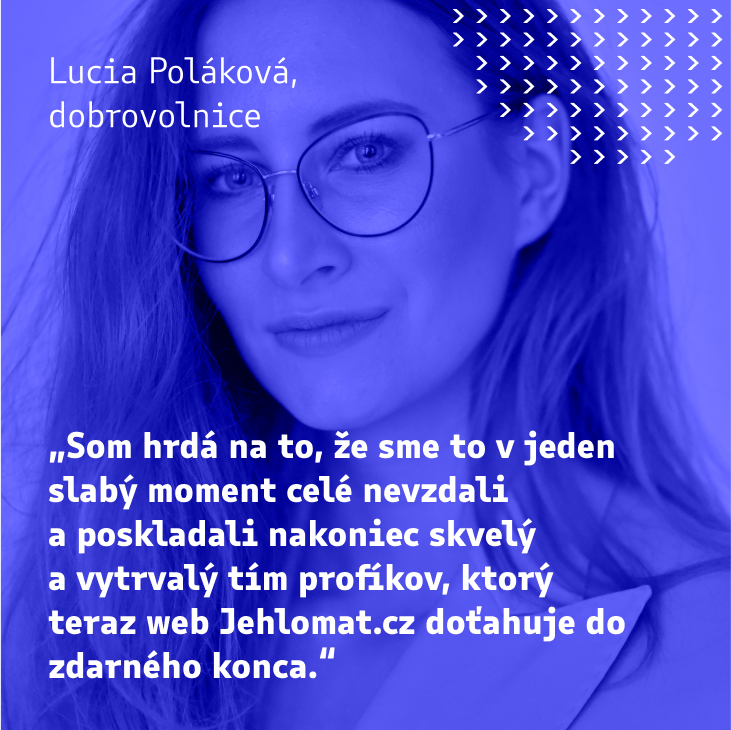 Lucia Poláková,
dobrovolnice
„Som hrdá na to, že sme to v jeden
slabý moment celé nevzdali
a poskladali nakoniec skvelý
a vytrvalý tím profíkov, ktorý
teraz web Jehlomat.cz doťahuje do
zdarného konca.“